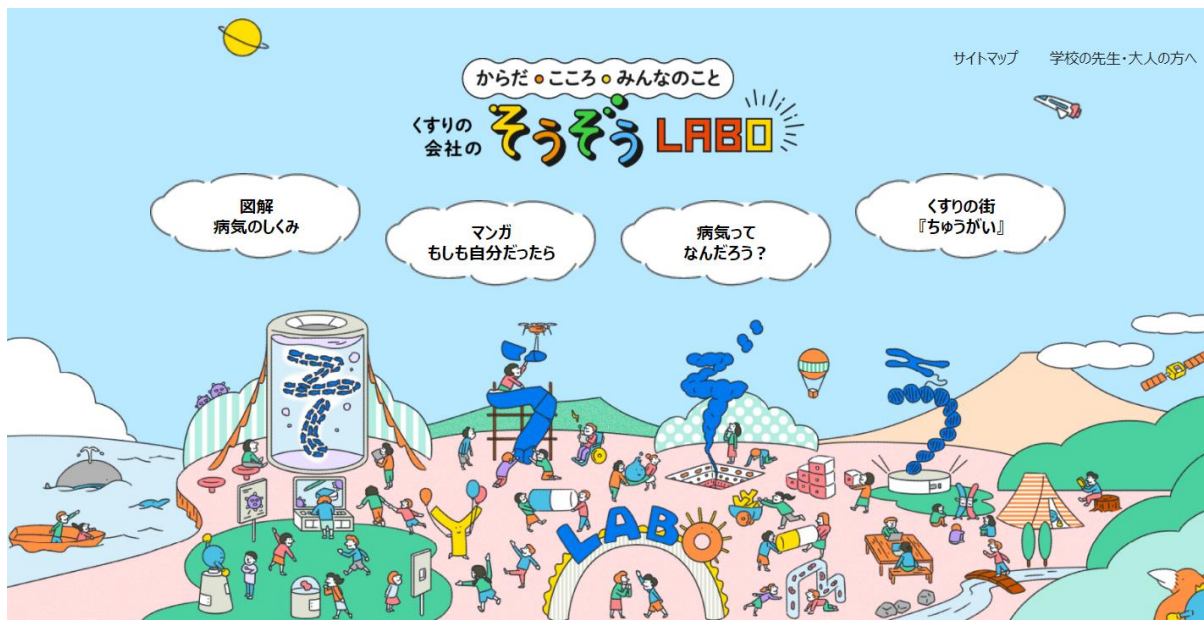 サイトマップ
学校の先生・大人の方へ
からだ●こころ●みんなのこと
くすりの
会社の
そうぞう LABO
図解
病気のしくみ
マンガ
もしも自分だったら
病気って
なんだろう？
くすりの街
『ちゅうがい』
そうぞう
LABO